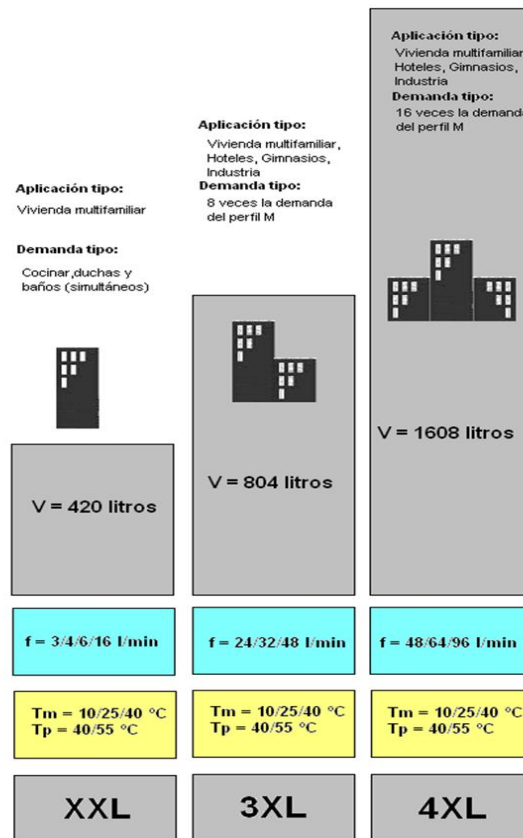 Aplicación tipo:
Vivienda multifamiliar
Demanda tipo:
Cocinar,duchas y
baños (simultáneos)
V = 420 litros
f = 3/4/6/16 l/min
Tm = 10/25/40 °C
Tp = 40/55 °C
XXL
Aplicación tipo:
Vivienda multifamiliar,
Hoteles, Gimnasios,
Industria
Demanda tipo:
8 veces la demanda
del perfil M
V = 804 litros
f = 24/32/48 l/min
Tm = 10/25/40 °C
Tp = 40/55 °C
3XL
Aplicación tipo:
Vivienda multifamiliar
Hoteles, Gimnasios,
Industria
Demanda tipo:
16 veces la demanda
del perfil M
V = 1608 litros
f = 48/64/96 l/min
Tm = 10/25/40 °C
Tp = 40/55 °C
4XL